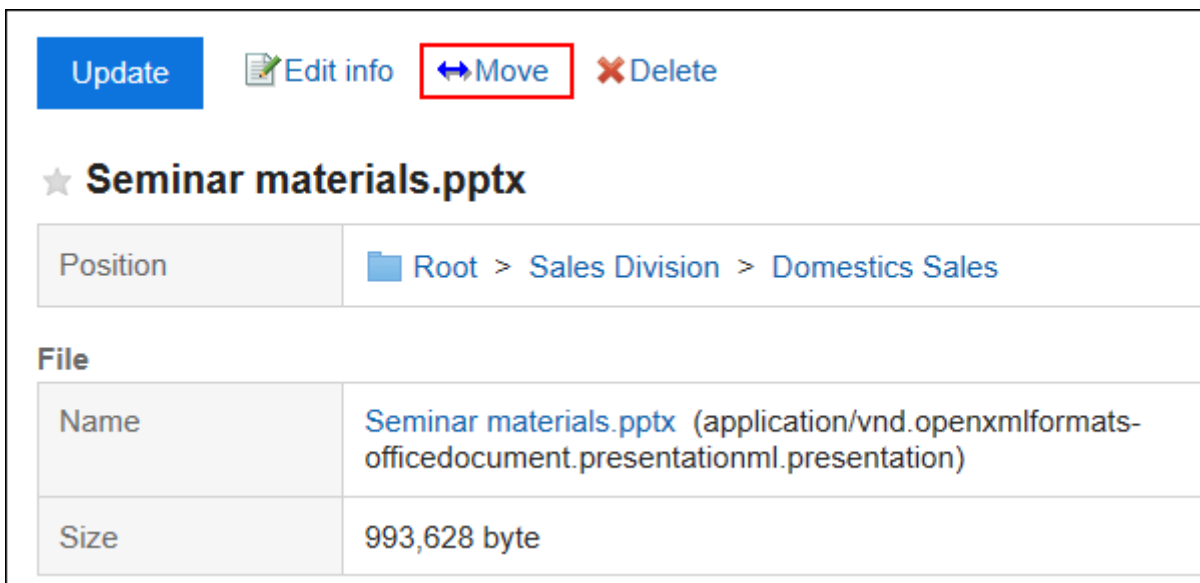 Update Edit info Move Delete
Seminar materials.pptx
Position Root > Sales Division > Domestics Sales
File
Name Seminar materials.pptx (application/vnd.openxmlformats-
officedocument.presentationml.presentation)
Size 993,628 byte